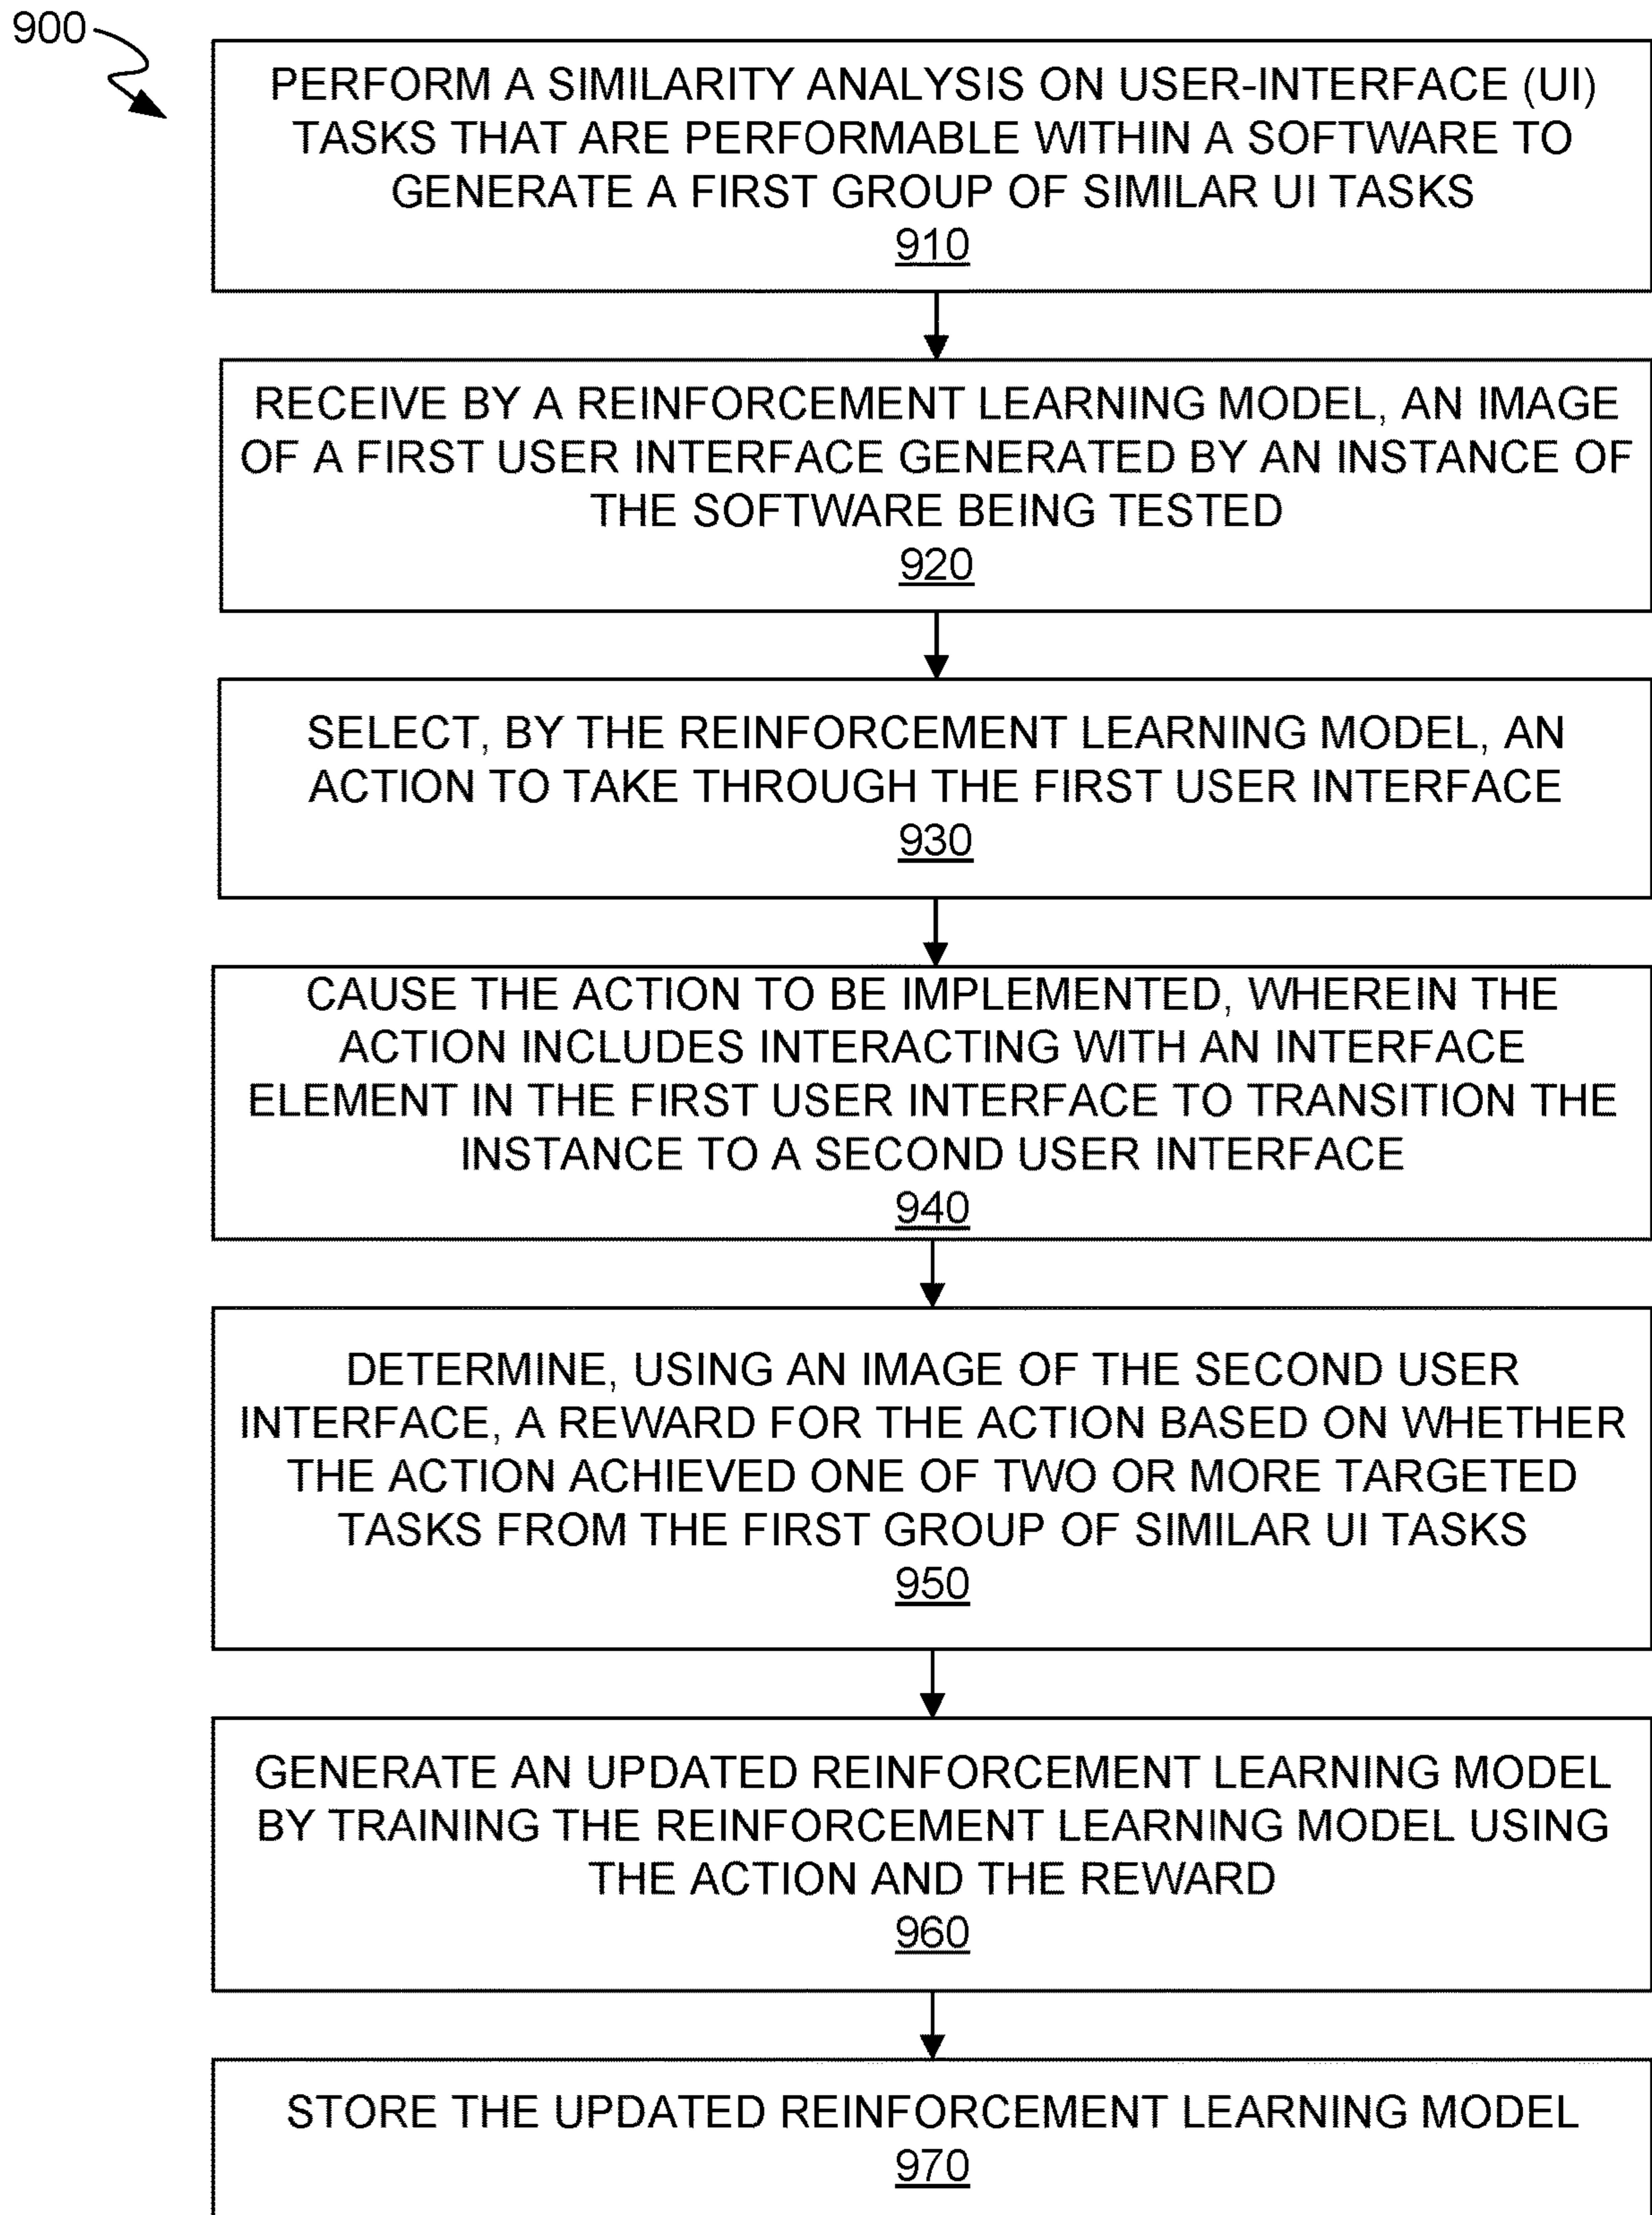 900
PERFORM A SIMILARITY ANALYSIS ON USER-INTERFACE (UI)
TASKS THAT ARE PERFORMABLE WITHIN A SOFTWARE TO
GENERATE A FIRST GROUP OF SIMILAR UI TASKS
910
RECEIVE BY A REINFORCEMENT LEARNING MODEL, AN IMAGE
OF A FIRST USER INTERFACE GENERATED BY AN INSTANCE OF
THE SOFTWARE BEING TESTED
920
SELECT, BY THE REINFORCEMENT LEARNING MODEL, AN
ACTION TO TAKE THROUGH THE FIRST USER INTERFACE
930
CAUSE THE ACTION TO BE IMPLEMENTED, WHEREIN THE
ACTION INCLUDES INTERACTING WITH AN INTERFACE
ELEMENT IN THE FIRST USER INTERFACE TO TRANSITION THE
INSTANCE TO A SECOND USER INTERFACE
940
DETERMINE, USING AN IMAGE OF THE SECOND USER
INTERFACE, A REWARD FOR THE ACTION BASED ON WHETHER
THE ACTION ACHIEVED ONE OF TWO OR MORE TARGETED
TASKS FROM THE FIRST GROUP OF SIMILAR UI TASKS
950
GENERATE AN UPDATED REINFORCEMENT LEARNING MODEL
BY TRAINING THE REINFORCEMENT LEARNING MODEL USING
THE ACTION AND THE REWARD
960
STORE THE UPDATED REINFORCEMENT LEARNING MODEL
970